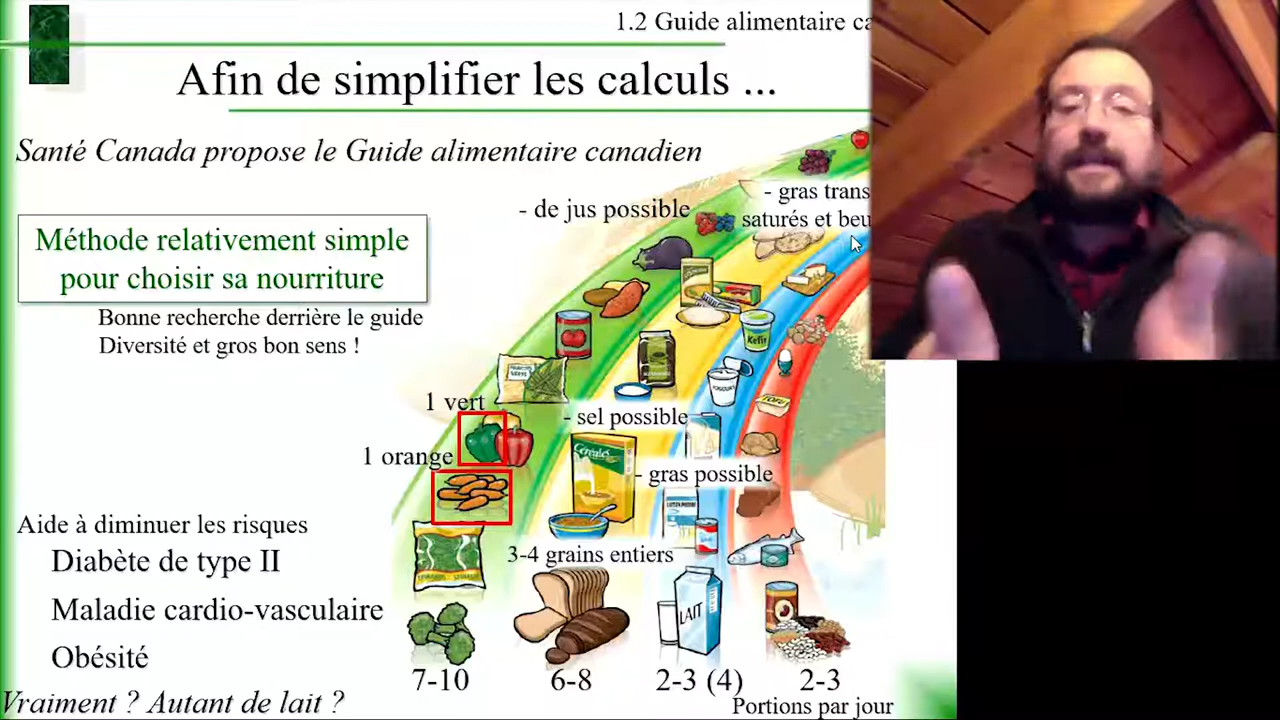 1.2 Guide alimentaire ca
Afin de simplifier les calculs ...
Santé Canada propose le Guide alimentaire canadien
- gras trans
- de jus possible
saturés et beu
Méthode relativement simple
pour choisir sa nourriture
Bonne recherche derrière le guide
Diversité et gros bon sens !
Kefir
TOFU
1 vert
- sel possible
Céréales
1 orange
- gras possible
Aide à diminuer les risques
Diabète de type II
3-4 grains entiers
Maladie cardio-vasculaire
LAIT
Obésité
7-10
6-8
2-3 (4)
2-3
Vraiment ? Autant de lait ?
Portions par jour